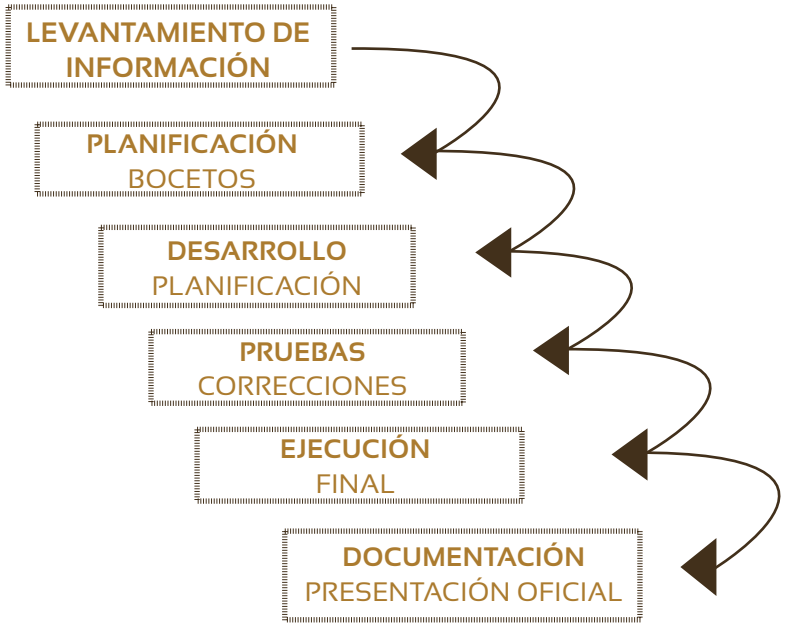 LEVANTAMIENTO DE
INFORMACIÓN
PLANIFICACIÓN
BOCETOS
DESARROLLO
PLANIFICACIÓN
PRUEBAS
CORRECCIONES
EJECUCIÓN
FINAL
DOCUMENTACIÓN
PRESENTACIÓN OFICIAL